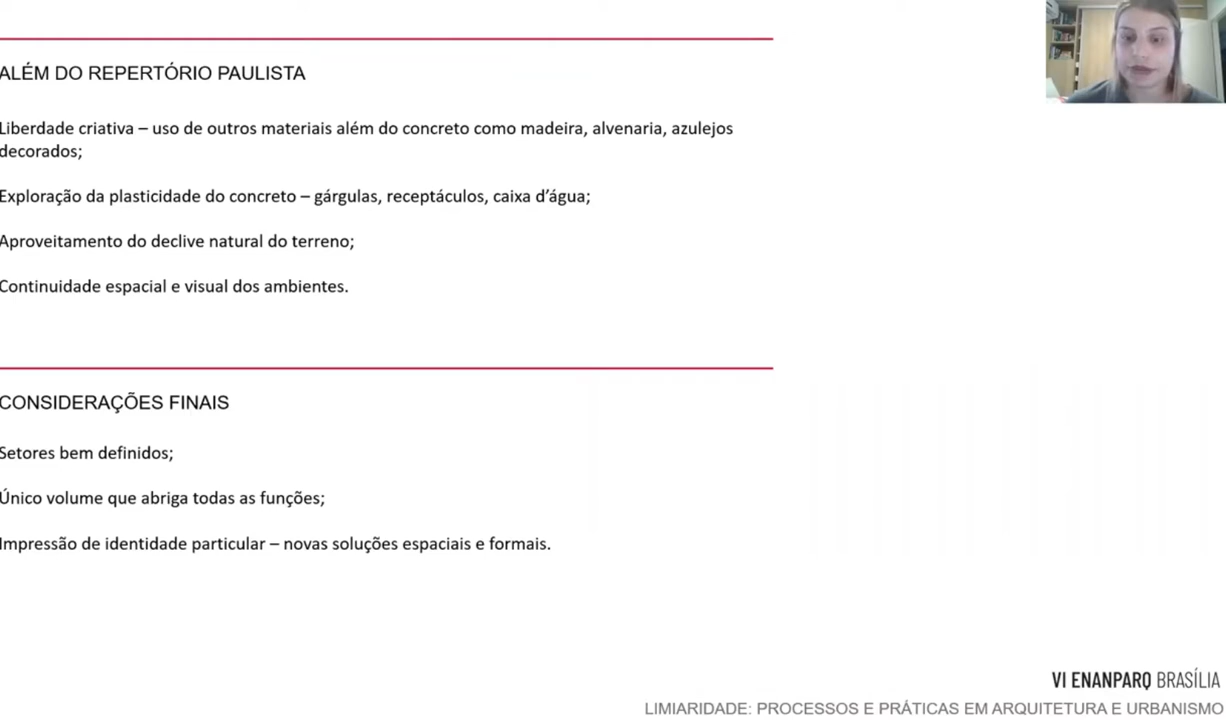 ALÉM DO REPERTÓRIO PAULISTA
Liberdade criativa – uso de outros materiais além do concreto como madeira, alvenaria, azulejos
decorados;
Exploração da plasticidade do concreto – gárgulas, receptáculos, caixa d’água;
Aproveitamento do declive natural do terreno;
Continuidade espacial e visual dos ambientes.
CONSIDERAÇÕES FINAIS
Setores bem definidos;
Único volume que abriga todas as funções;
Impressão de identidade particular – novas soluções espaciais e formais.
VI ENANPARQ BRASÍLIA
LIMIARIDADE: PROCESSOS E PRÁTICAS EM ARQUITETURA E URBANISMO